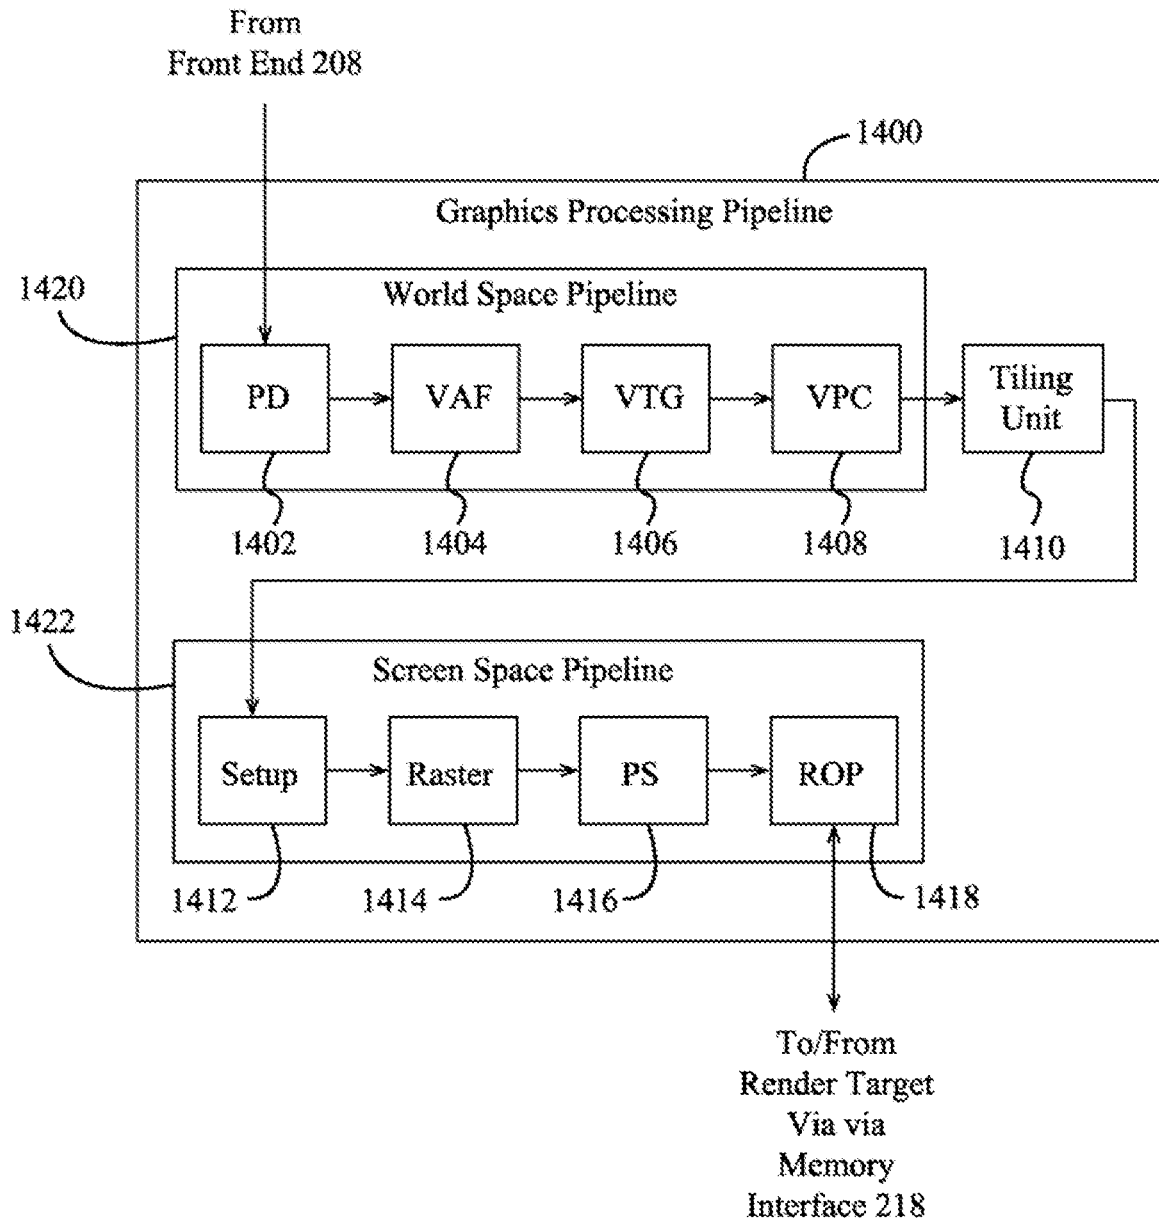 From
Front End 208
1400
Graphics Processing Pipeline
1420
World Space Pipeline
PD
VAF
VTG
VPC
Tiling
Unit
1402
1404
1406
1408
1410
1422
Screen Space Pipeline
Setup
Raster
PS
ROP
1412
1414
1416
1418
To/From
Render Target
Via via
Memory
Interface 218